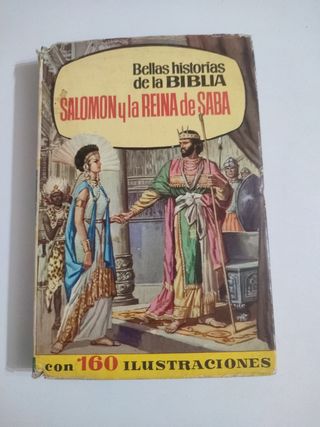 Bellas historias
de la BIBLIA
SALOMON y la REINA de SABA
con 160 ILUSTRACIONES